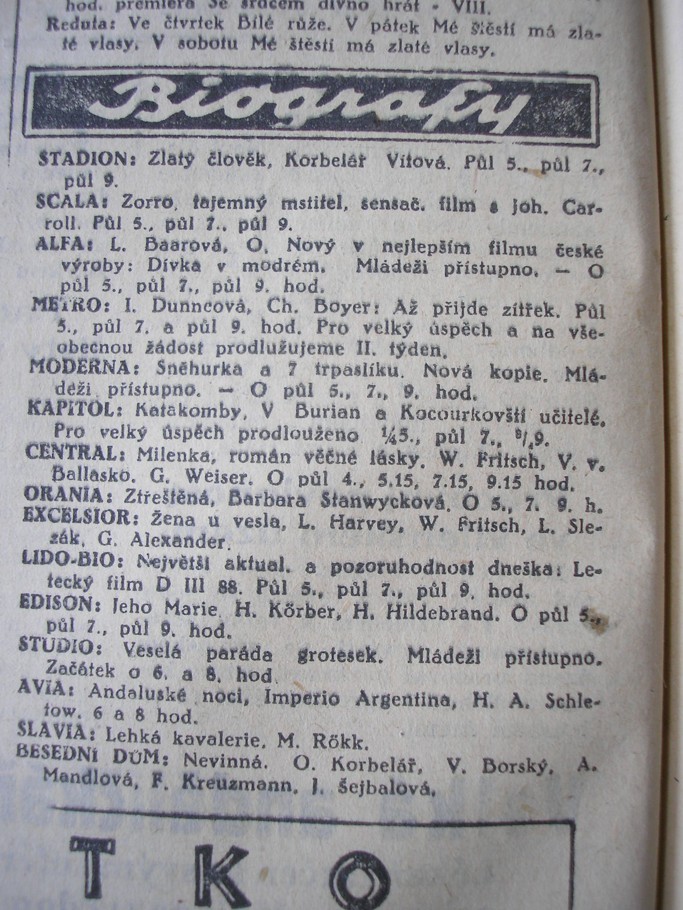 hod. premiera Se srdcem divno hrát - VIII.
Reduta: Ve čtvrtek Bílé růže. V pátek Mé štěstí má zla-
té vlasy. V sobotu Mé štěstí má zlaté vlasy.
Biografy
STADION: Zlatý člověk, Korbelář Vítová. Půl 5., půl 7.,
půl 9.
SCALA: Zorro, tajemný mstitel, sensač. film s Joh. Car-
roll. Půl 5., půl 7., půl 9.
ALFA: L. Baarová, O. Nový v nejlepším filmu české
výroby: Dívka v modrém. Mládeži přístupno. — O
půl 5., půl 7., půl 9. hod.
METRO: I. Dunneová, Ch. Boyer: Až přijde zítřek. Půl
5., půl 7. a půl 9. hod. Pro velký úspěch a na vše-
obecnou žádost prodlužujeme II. týden.
MODERNA: Sněhurka a 7 trpaslíku. Nová kopie. Mlá-
deži přístupno. — O půl 5., 7., 9. hod.
KAPITOL: Katakomby, V Burian a Kocourkovští učitelé.
Pro velký úspěch prodlouženo ¼5., půl 7., ¾9.
CENTRAL: Milenka, román věčné lásky. W. Fritsch, V. v.
Ballasko. G. Weiser. O půl 4., 5.15, 7.15, 9.15 hod.
ORANIA: Ztřeštěná, Barbara Stanwycková. O 5., 7. 9. h.
EXCELSIOR: Žena u vesla, L. Harvey, W. Fritsch, L. Sle-
zák, G. Alexander.
LIDO-BIO: Největší aktual. a pozoruhodnost dneška: Le-
tecký film D III 88. Půl 5., půl 7., půl 9. hod.
EDISON: Jeho Marie. H. Körber, H. Hildebrand. O půl 5.,
půl 7., půl 9. hod.
STUDIO: Veselá paráda grotesek. Mládeži přístupno.
Začátek o 6. a 8. hod.
AVIA: Andaluské noci, Imperio Argentina, H. A. Schle-
tow. 6 a 8 hod.
SLAVIA: Lehká kavalerie. M. Rökk.
BESEDNÍ DŮM: Nevinná. O. Korbelář, V. Borský, A.
Mandlová, F. Kreuzmann, J. Šejbalová.
TKO